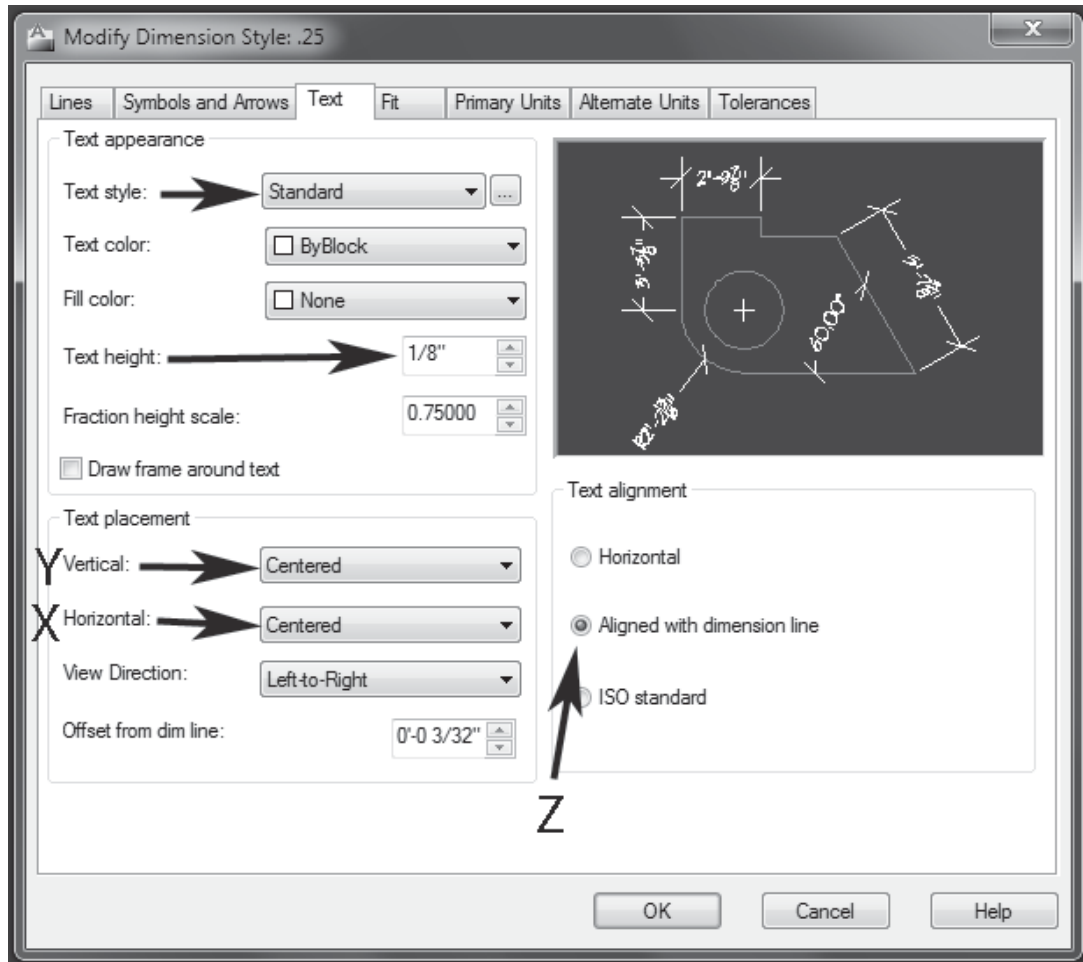 Modify Dimension Style: .25
Lines Symbols and Arrows Text Fit Primary Units Alternate Units Tolerances
Text appearance
Text style: Standard ...
Text color: ByBlock
Fill color: None
Text height: 1/8"
Fraction height scale: 0.75000
Draw frame around text
Text placement
Y Vertical: Centered
X Horizontal: Centered
View Direction: Left-to-Right
Offset from dim line: 0'-0 3/32"
60.00°
Text alignment
Horizontal
Aligned with dimension line
ISO standard
Z
OK Cancel Help